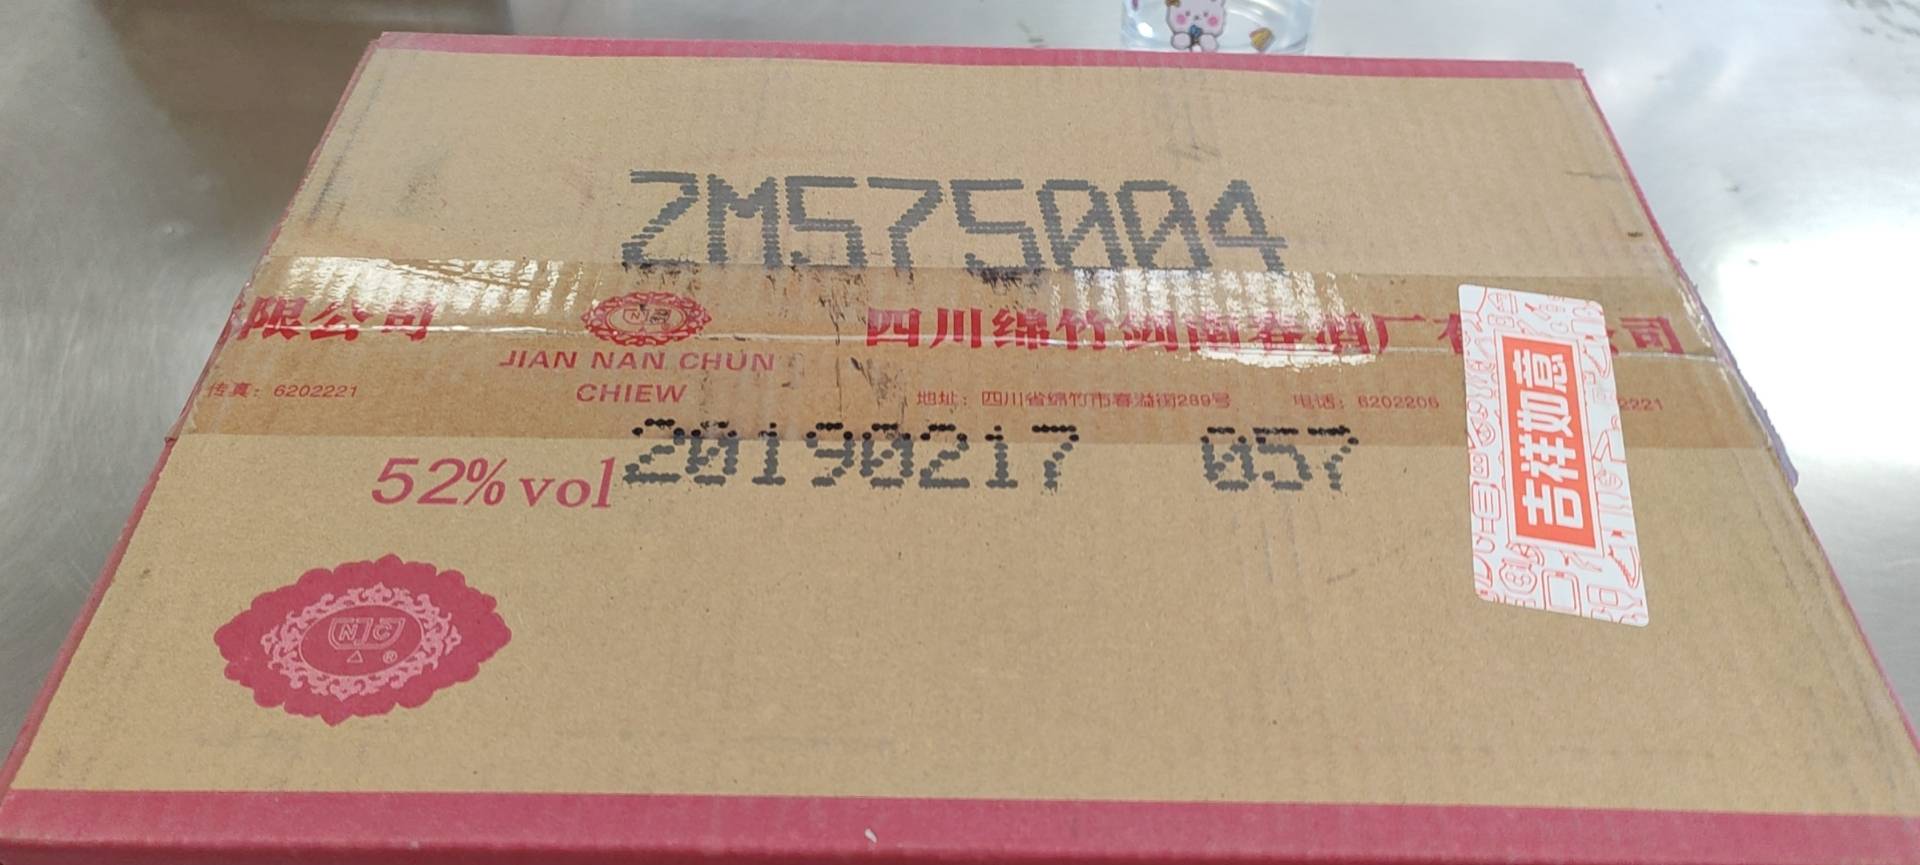 ZM575004
限公司
四川绵竹剑南春酒厂有
公司
JIAN NAN CHUN
CHIEW
传真：6202221
地址：四川省绵竹市春溢街289号
电话：6202206
2221
20190217 057
52% vol
吉祥如意
NC
®